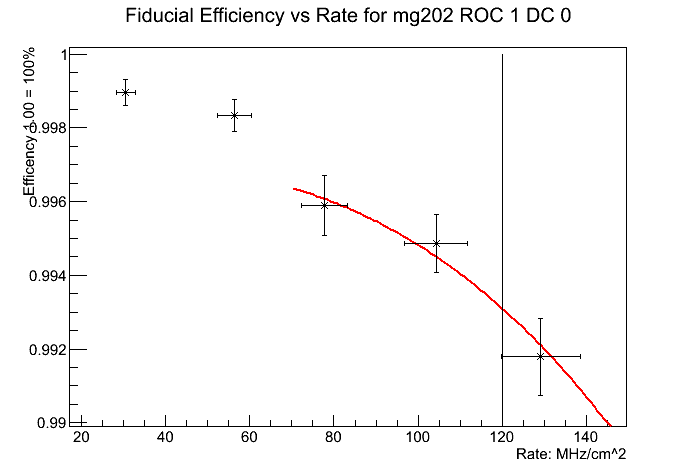 Fiducial Efficiency vs Rate for mg202 ROC 1 DC 0
Efficency 1.00 = 100%
1
0.998
0.996
0.994
0.992
0.99
20 40 60 80 100 120 140
Rate: MHz/cm^2